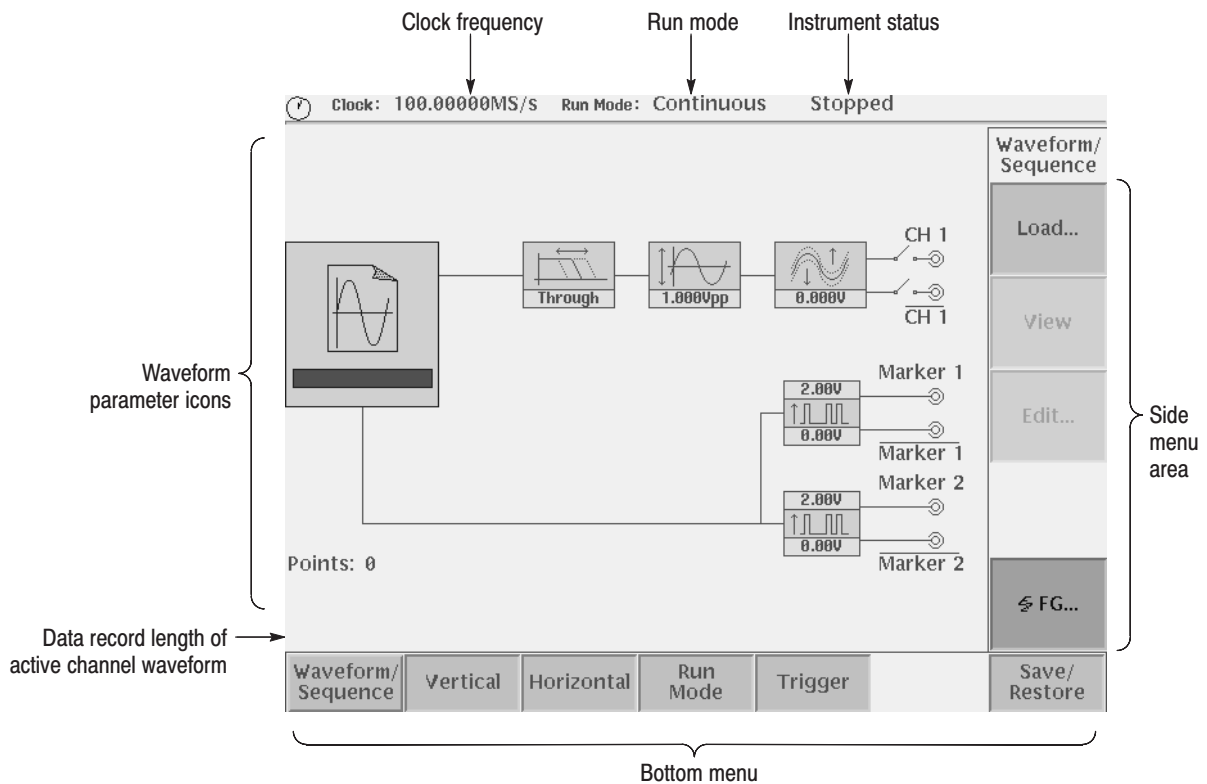 Clock frequency
Run mode
Instrument status
Clock: 100.00000MS/s Run Mode: Continuous Stopped
Waveform/
Sequence
Load...
View
Edit...
FG...
CH 1
CH 1
Through
1.000Vpp
0.000V
Marker 1
2.00V
0.00V
Marker 1
Marker 2
2.00V
0.00V
Marker 2
Points: 0
Waveform
parameter icons
Side
menu
area
Data record length of
active channel waveform
Waveform/
Sequence
Vertical
Horizontal
Run
Mode
Trigger
Save/
Restore
Bottom menu